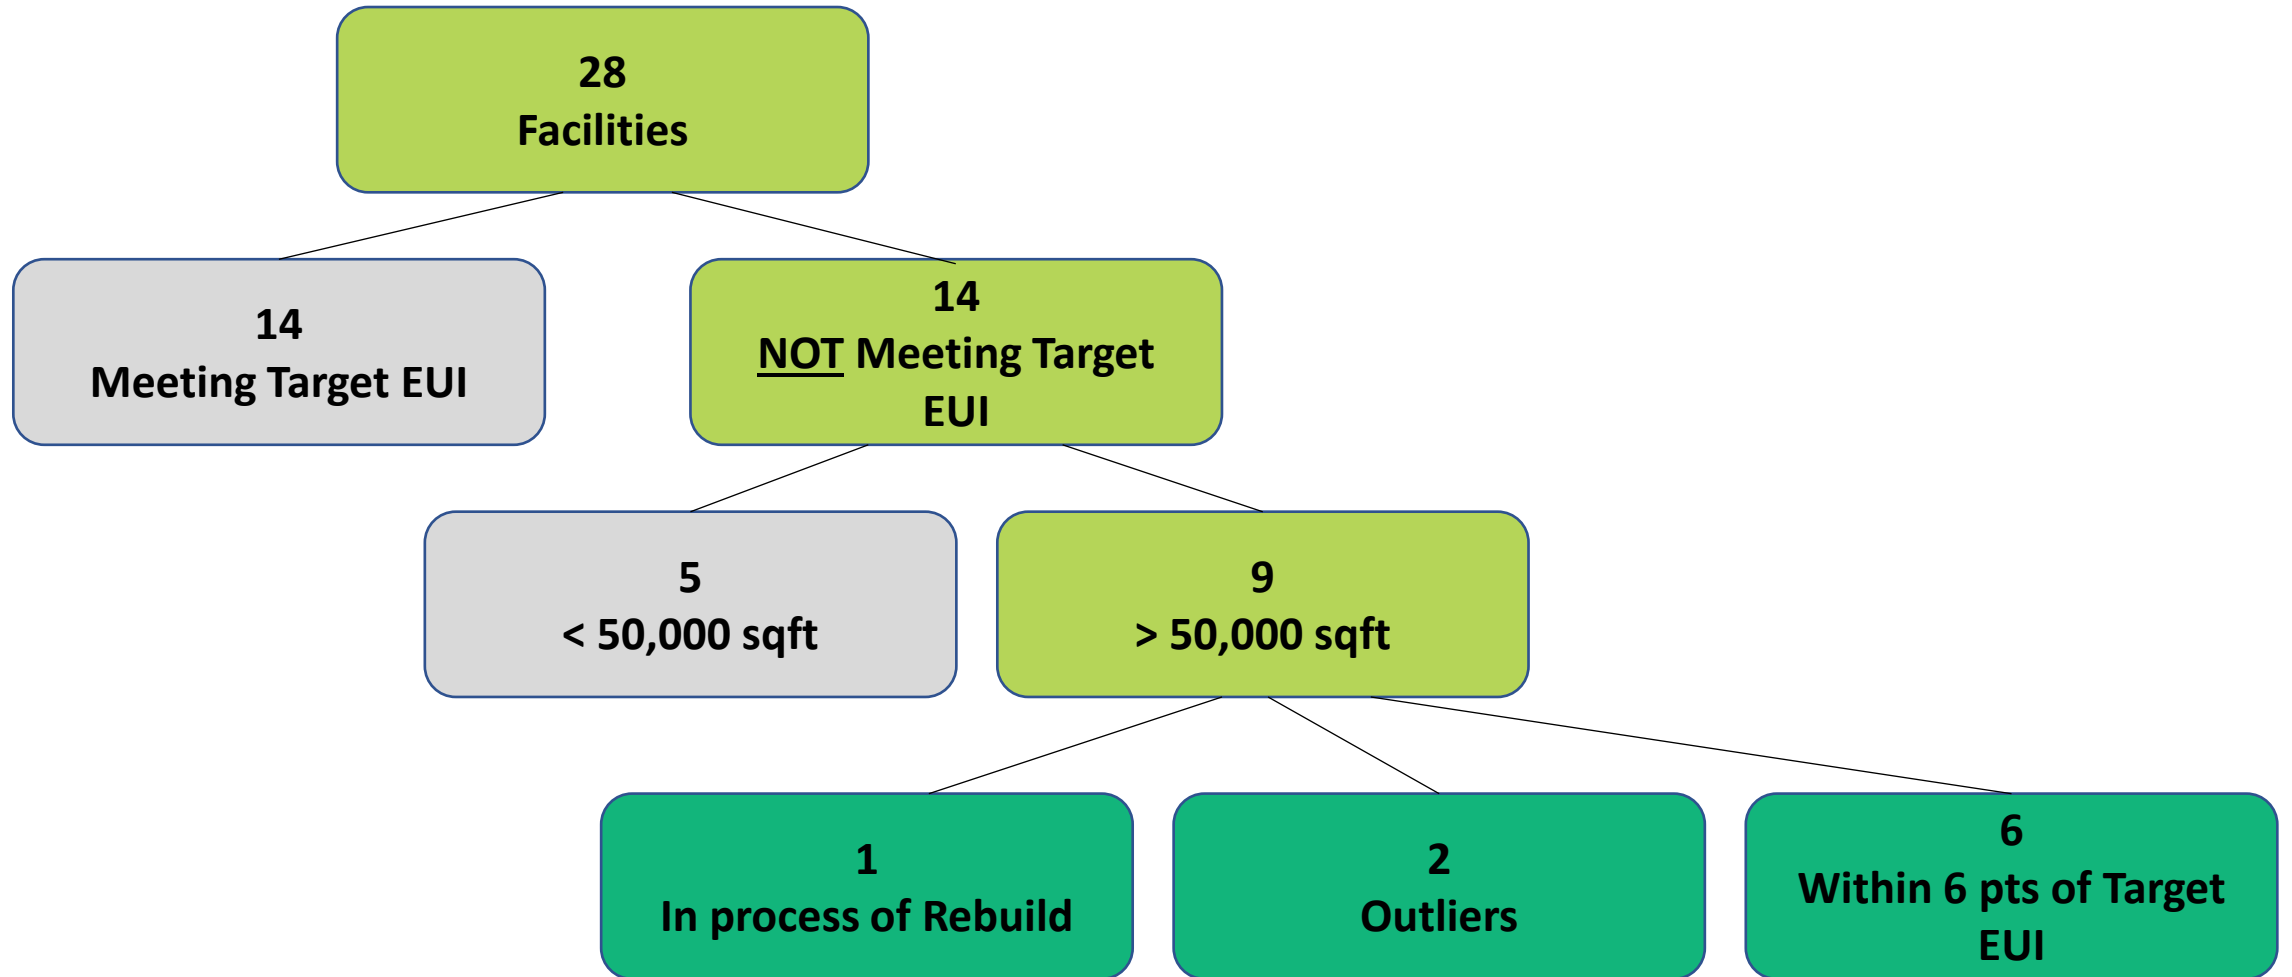 28
Facilities
14
Meeting Target EUI
14
NOT Meeting Target
EUI
5
< 50,000 sqft
9
> 50,000 sqft
1
In process of Rebuild
2
Outliers
6
Within 6 pts of Target
EUI